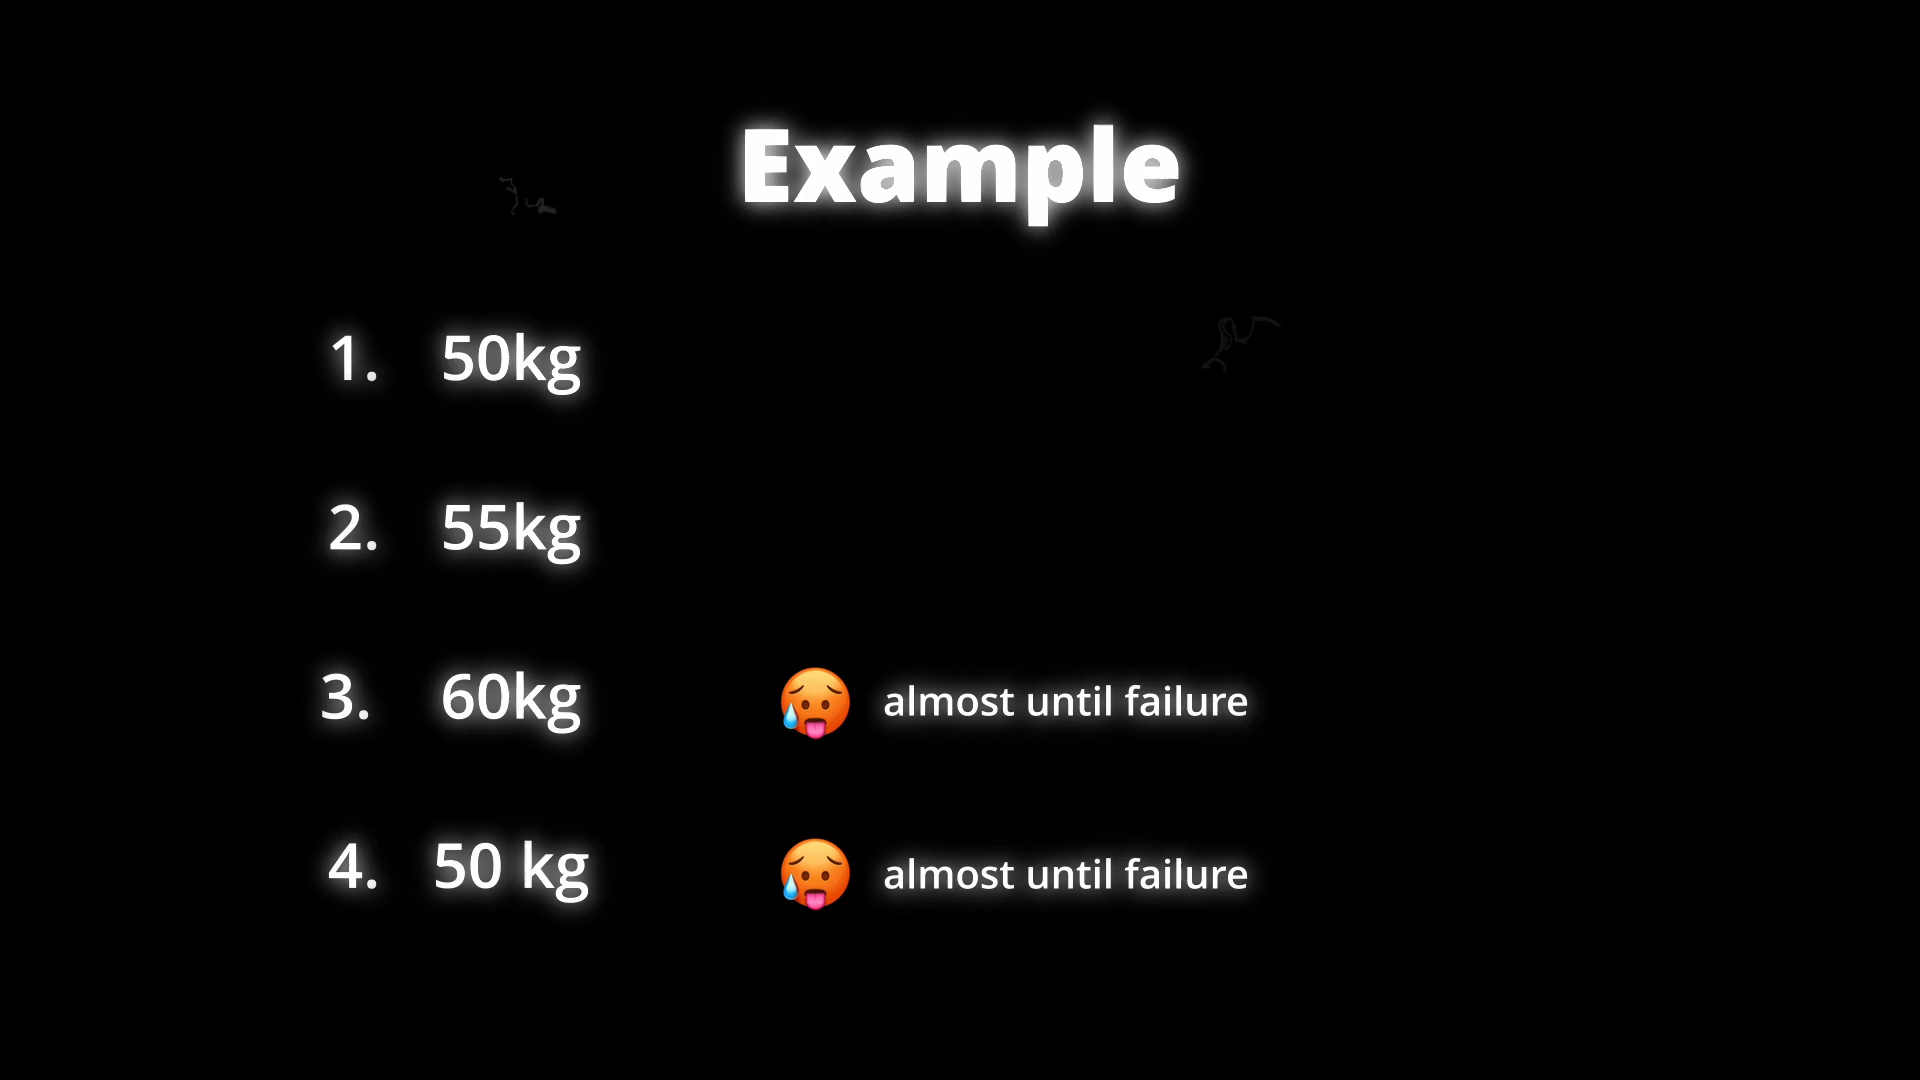 Example
1. 50kg
2. 55kg
3. 60kg 🥵 almost until failure
4. 50 kg 🥵 almost until failure